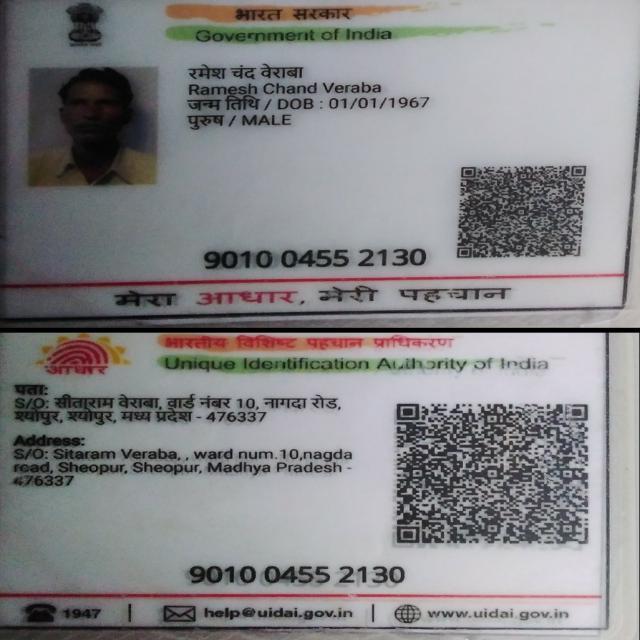 भारत सरकार
Government of India
रमेश चंद वेराबा
Ramesh Chand Veraba
जन्म तिथि / DOB : 01/01/1967
पुरुष / MALE
9010 0455 2130
मेरा आधार, मेरी पहचान
भारतीय विशिष्ट पहचान प्राधिकरण
आधार
Unique Identification Authority of India
पता:
S/O: सीताराम वेराबा, वार्ड नंबर 10, नागदा रोड,
श्योपुर, श्योपुर, मध्य प्रदेश - 476337
Address:
S/O: Sitaram Veraba, , ward num.10,nagda
road, Sheopur, Sheopur, Madhya Pradesh -
476337
9010 0455 2130
1947 | help@uidai.gov.in | www.uidai.gov.in